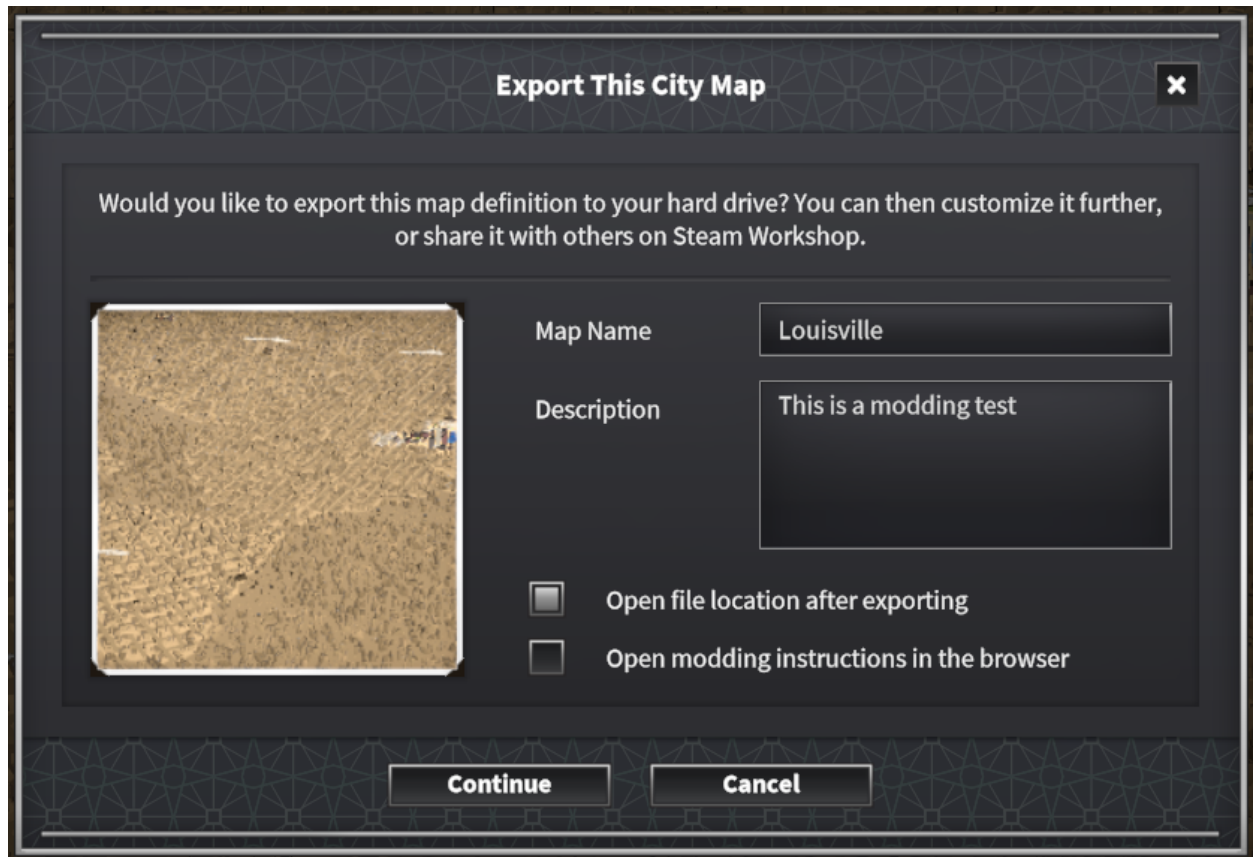 Export This City Map
Would you like to export this map definition to your hard drive? You can then customize it further,
or share it with others on Steam Workshop.
Map Name
Louisville
Description
This is a modding test
Open file location after exporting
Open modding instructions in the browser
Continue
Cancel